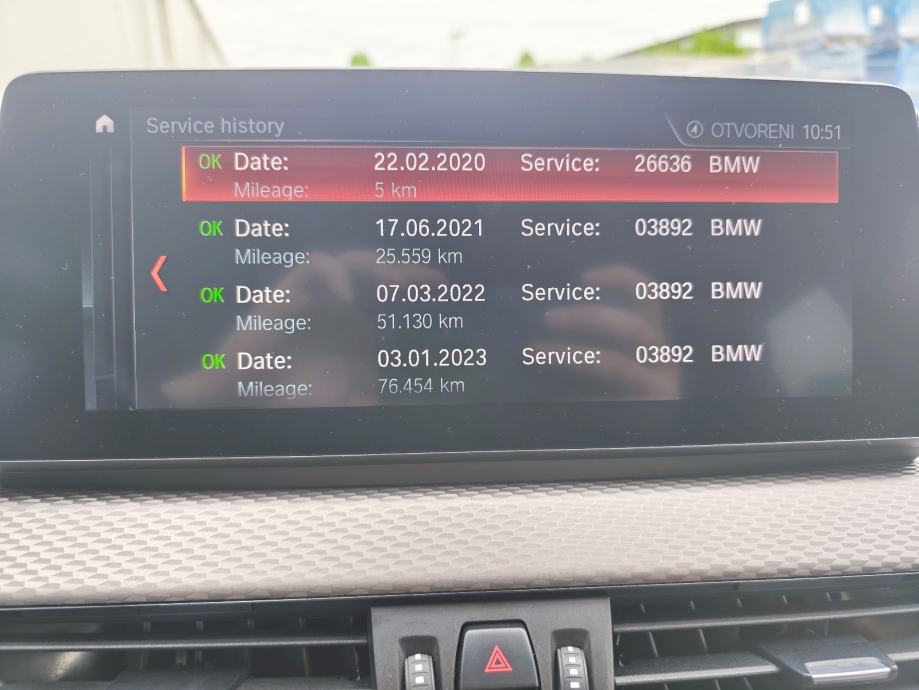 Service history OTVORENI 10:51
OK Date: 22.02.2020 Service: 26636 BMW
Mileage: 5 km
OK Date: 17.06.2021 Service: 03892 BMW
Mileage: 25.559 km
OK Date: 07.03.2022 Service: 03892 BMW
Mileage: 51.130 km
OK Date: 03.01.2023 Service: 03892 BMW
Mileage: 76.454 km